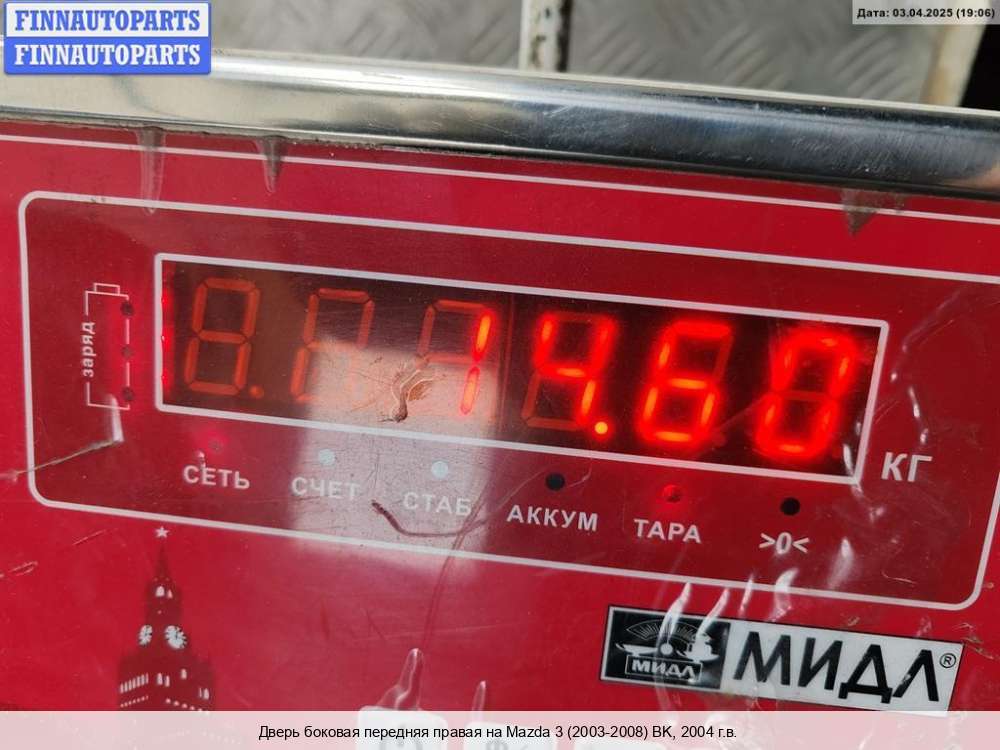 FINNAUTOPARTS
FINNAUTOPARTS
Дата: 03.04.2025 (19:06)
заряд
14.60
КГ
СЕТЬ
СЧЕТ
СТАБ
АККУМ
ТАРА
>0<
МИДЛ
МИДЛ®
Дверь боковая передняя правая на Mazda 3 (2003-2008) BK, 2004 г.в.